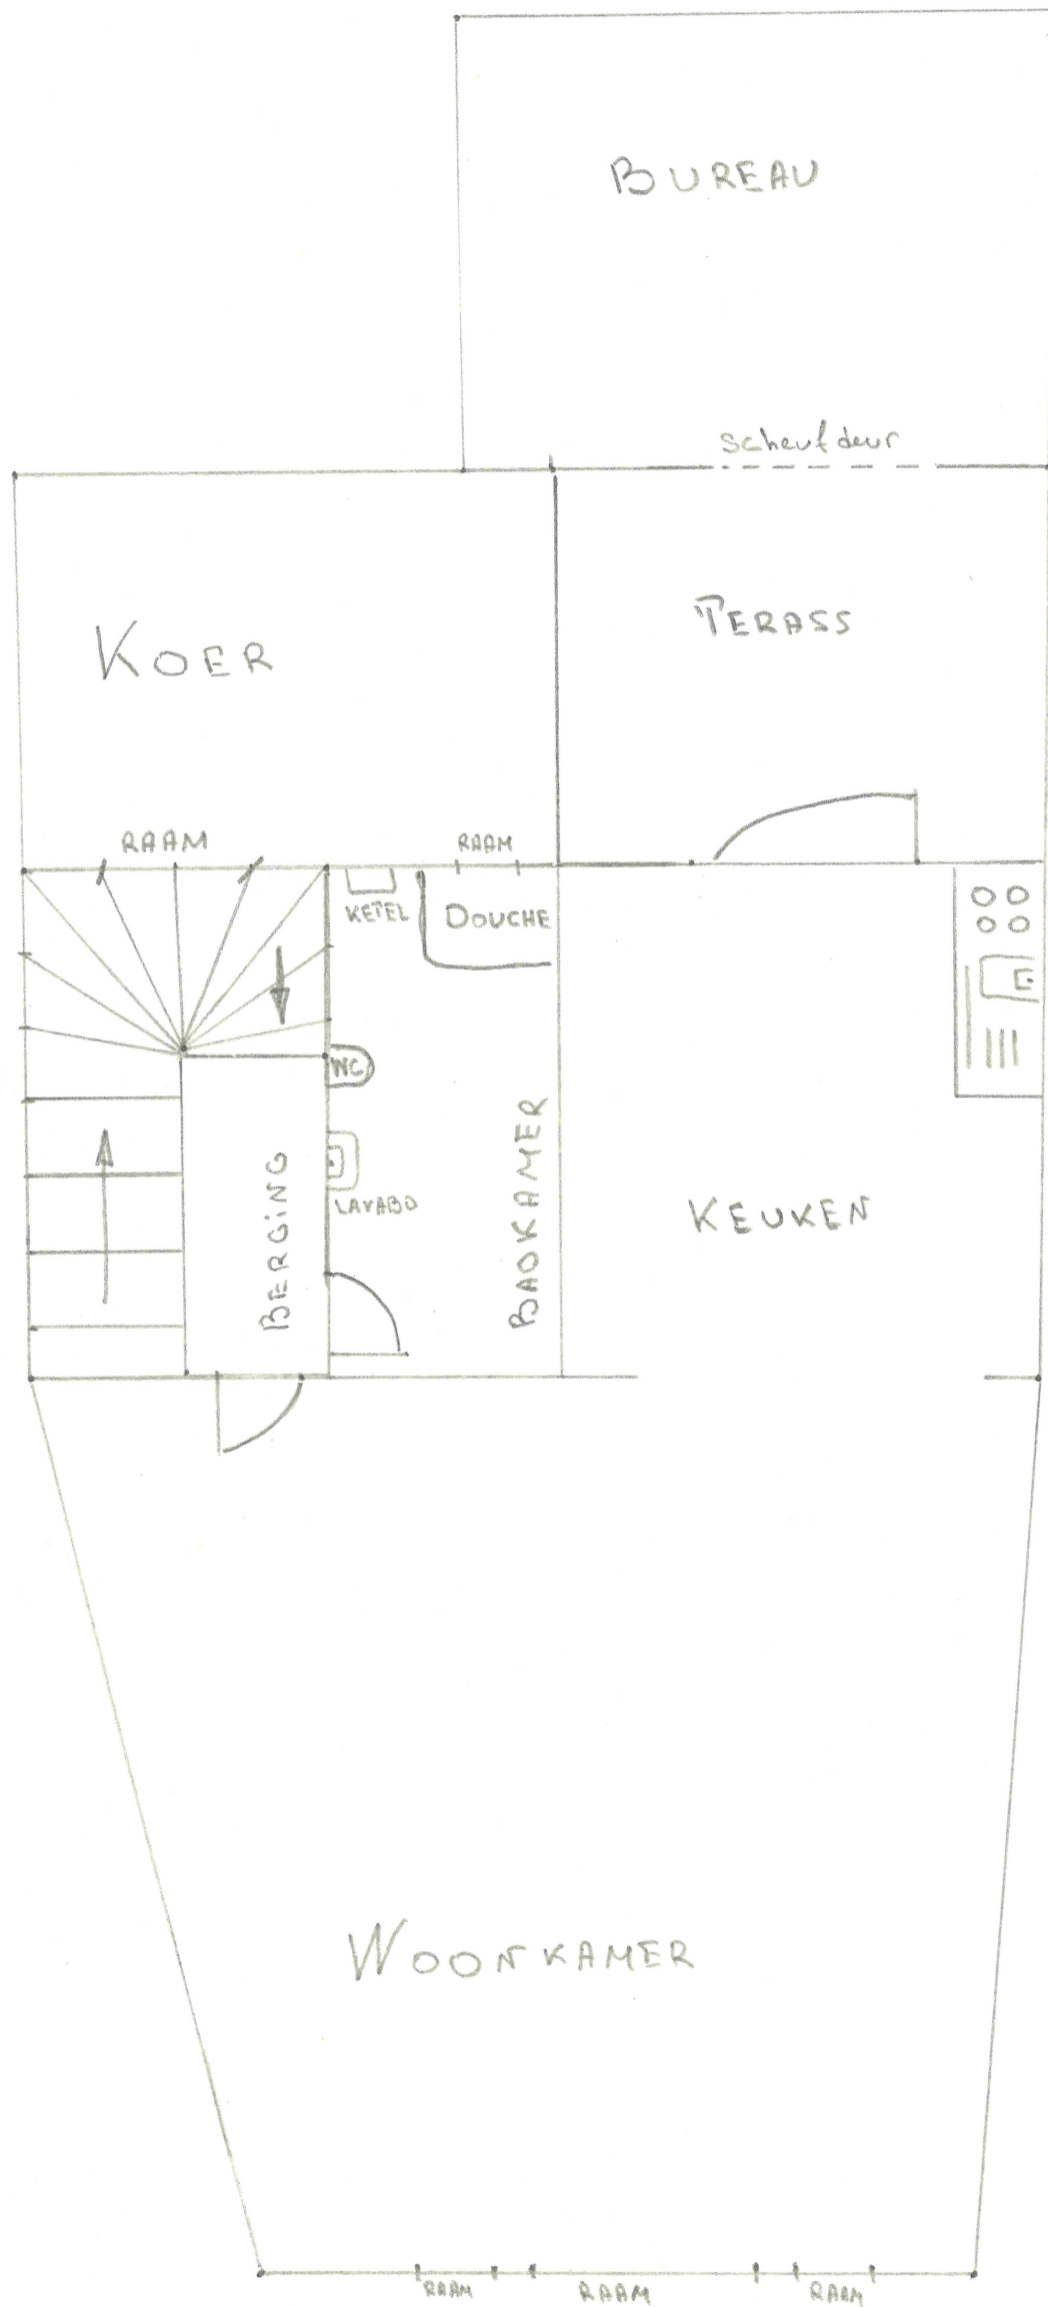 BUREAU
scheufdeur
TERASS
KOER
RAAM
RAAM
KETEL
DOUCHE
WC
LAVABO
BERGiNG
BADKAMER
KEUKEN
WOONKAMER
RAAM
RAAM
RAAM